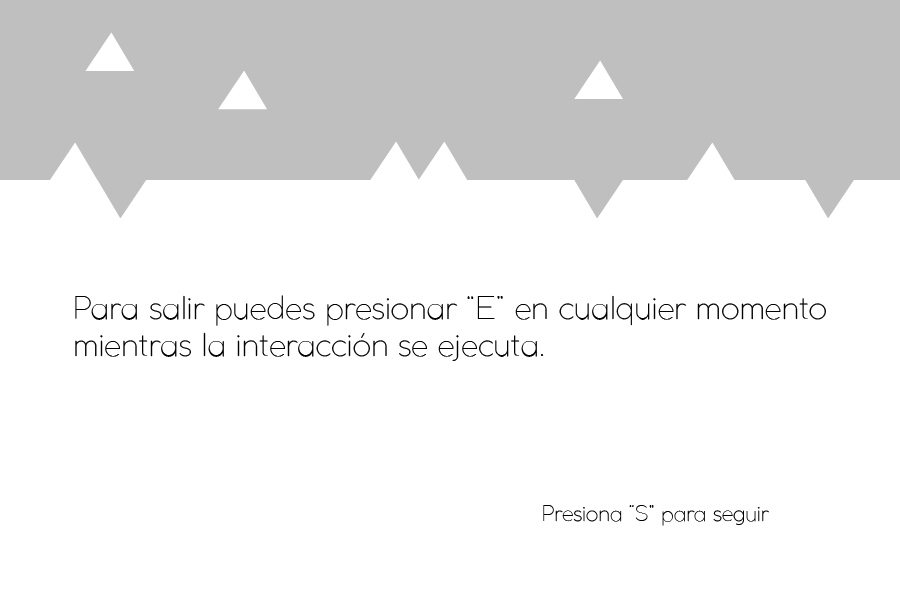 Para salir puedes presionar "E" en cualquier momento
mientras la interacción se ejecuta.
Presiona "S" para seguir